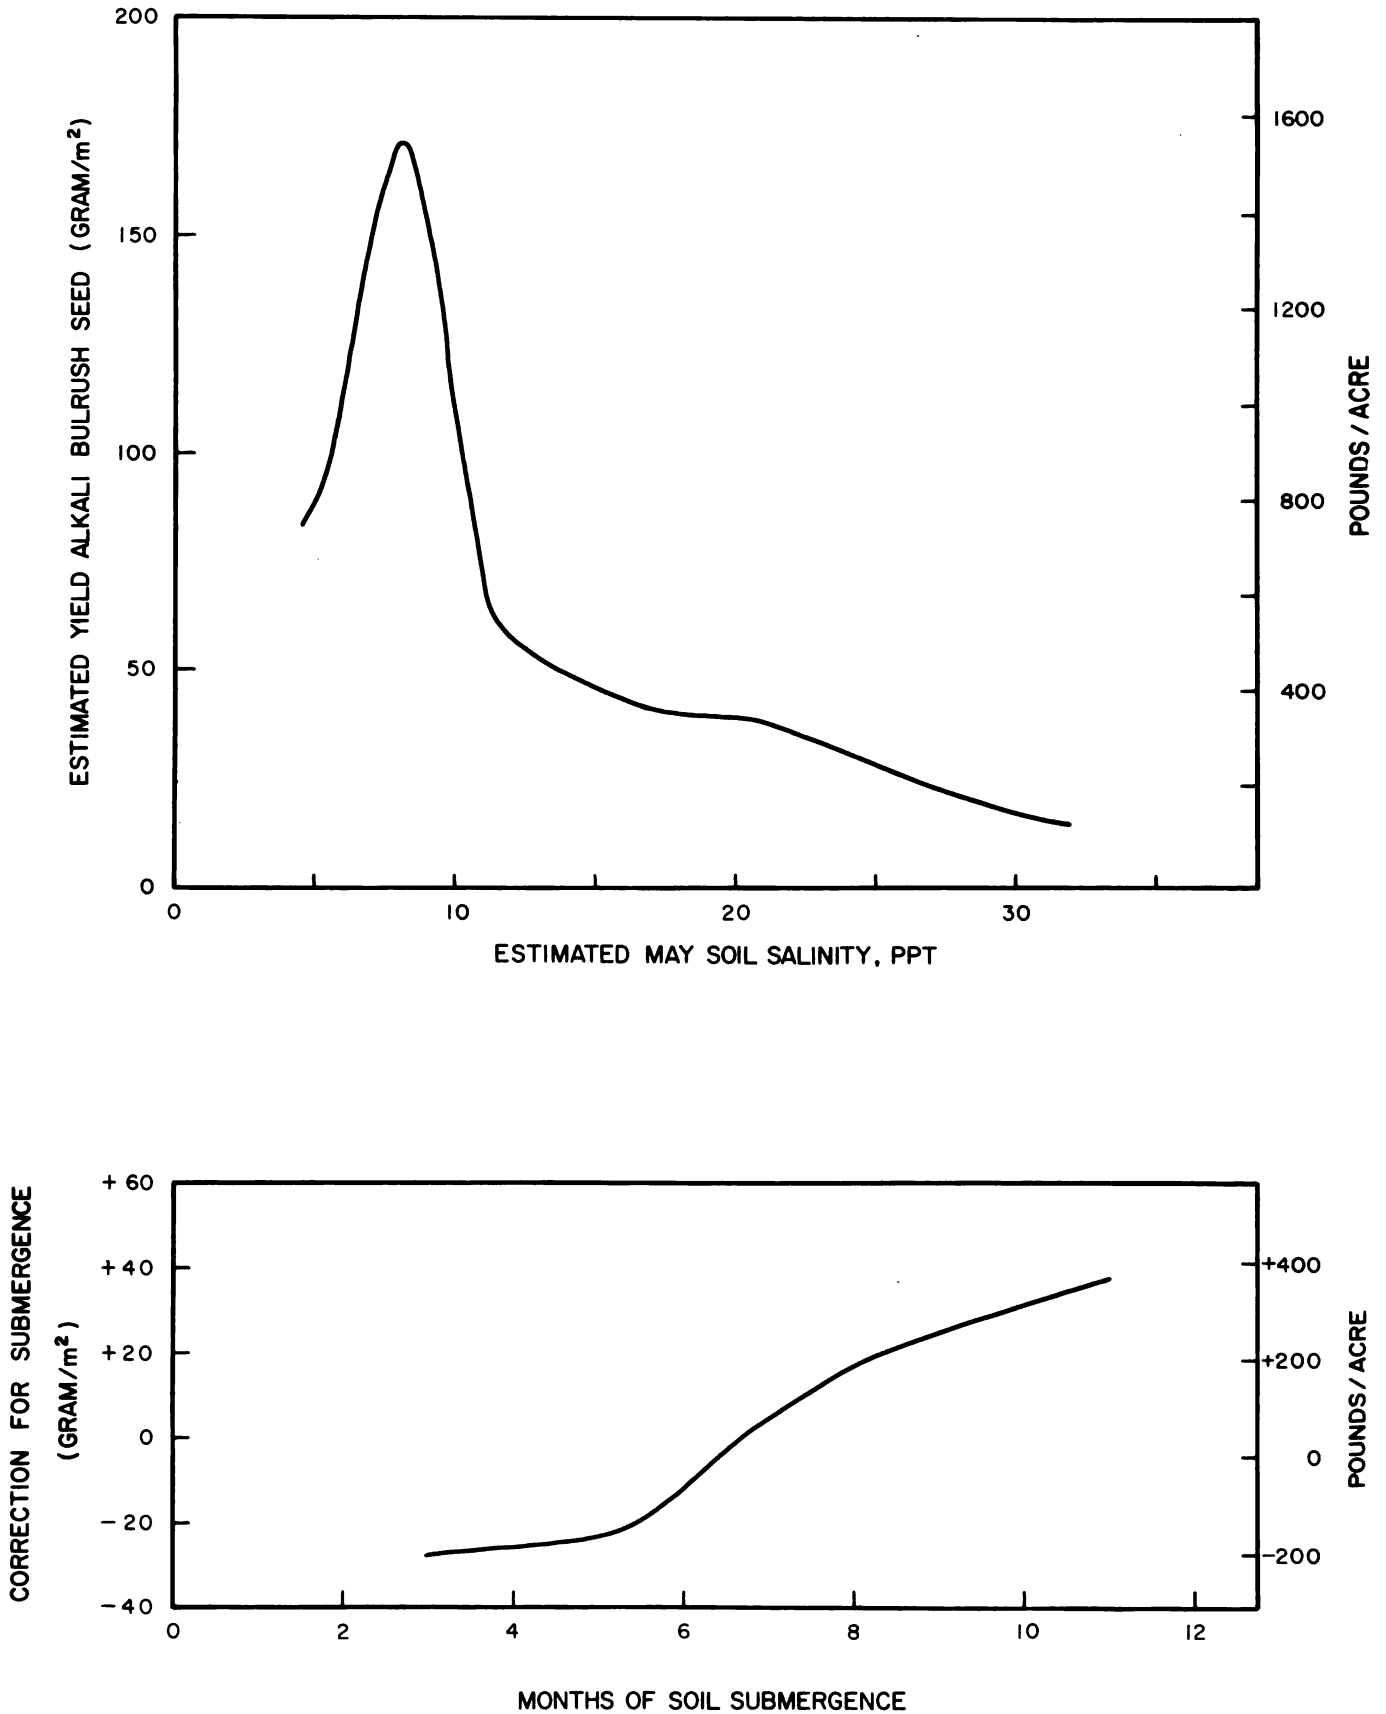 200
150
100
50
0
ESTIMATED YIELD ALKALI BULRUSH SEED (GRAM/m²)
1600
1200
800
400
POUNDS / ACRE
0 10 20 30
ESTIMATED MAY SOIL SALINITY, PPT
+ 60
+ 40
+ 20
0
- 20
- 40
CORRECTION FOR SUBMERGENCE
(GRAM/m²)
+400
+200
0
-200
POUNDS / ACRE
0 2 4 6 8 10 12
MONTHS OF SOIL SUBMERGENCE